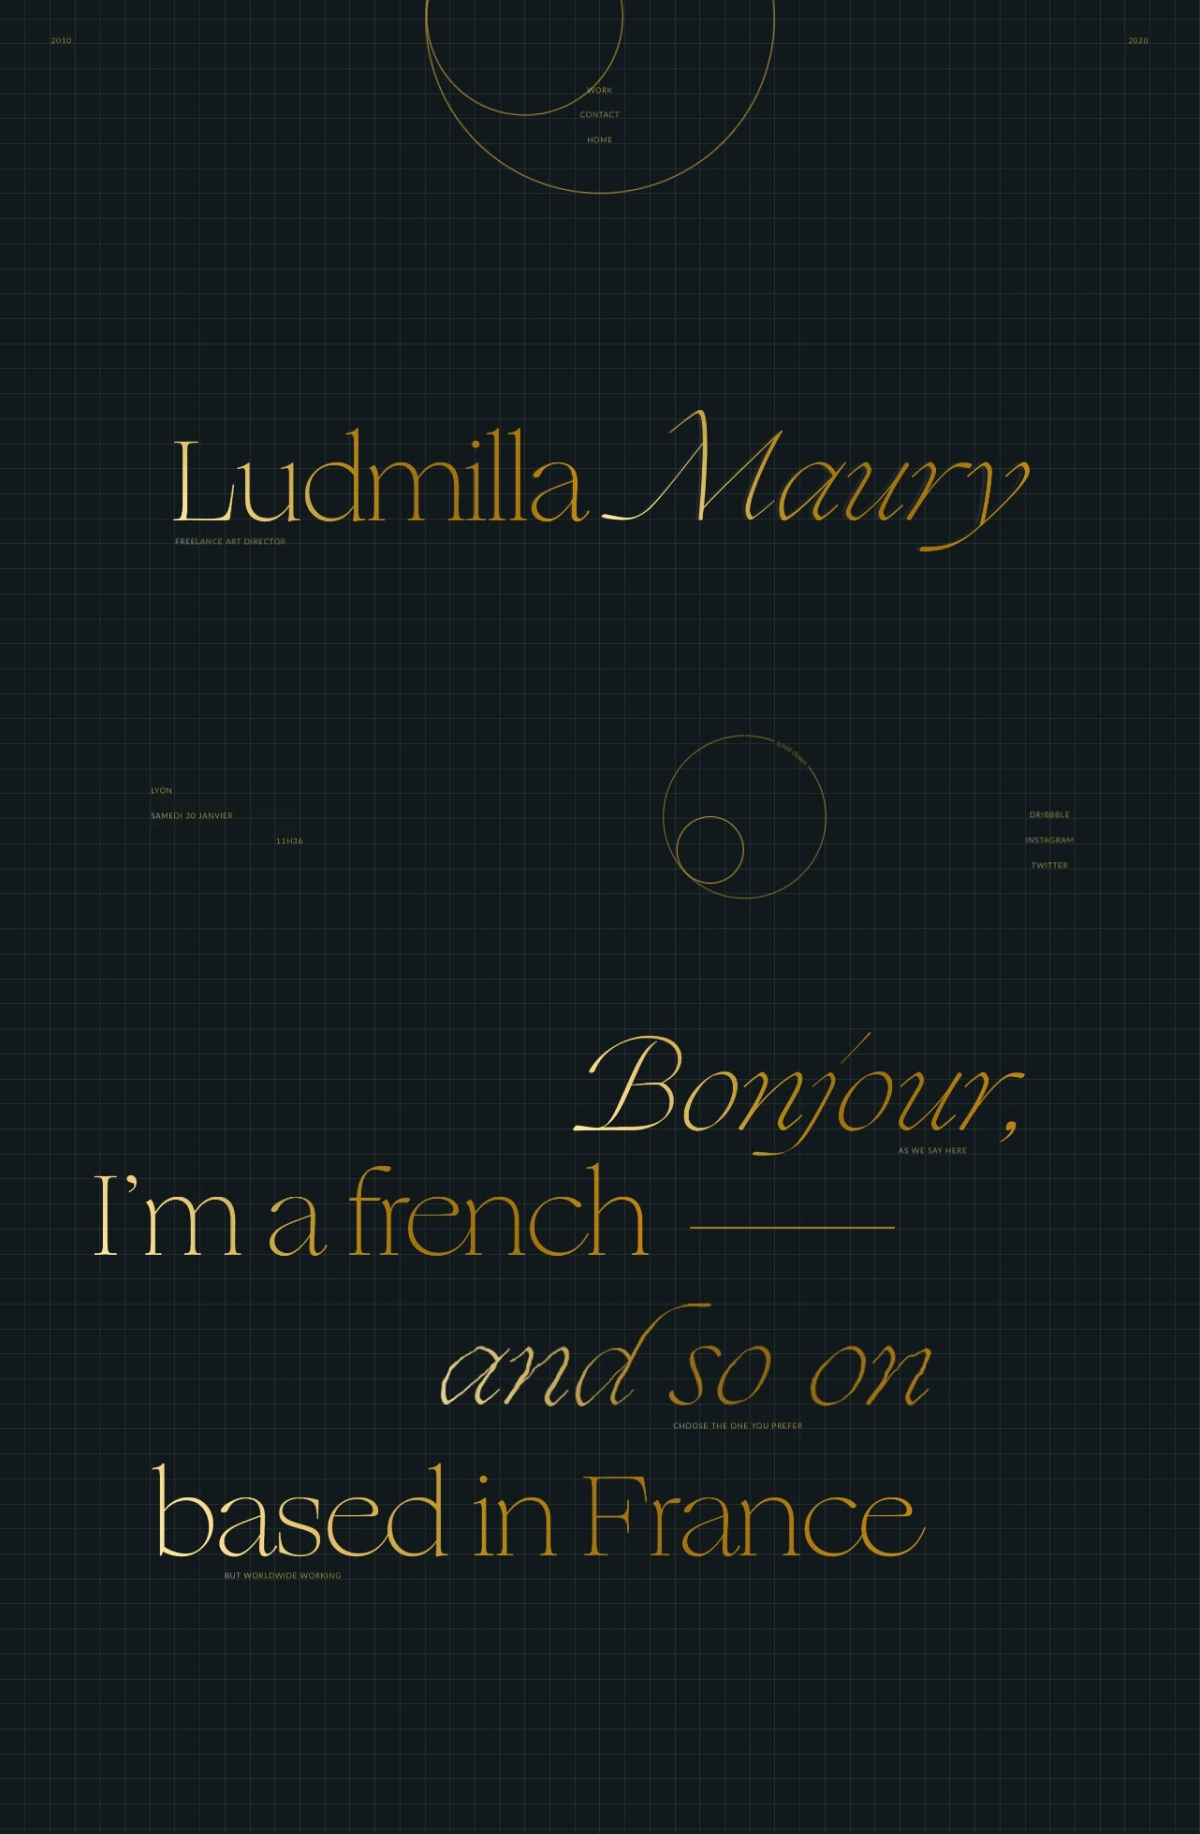 2010
2020
WORK
CONTACT
HOME
Ludmilla Maury
FREELANCE ART DIRECTOR
scroll down
LYON
SAMEDI 30 JANVIER
11H36
DRIBBBLE
INSTAGRAM
TWITTER
Bonjour,
AS WE SAY HERE
I'm a french
and so on
CHOOSE THE ONE YOU PREFER
based in France
BUT WORLDWIDE WORKING